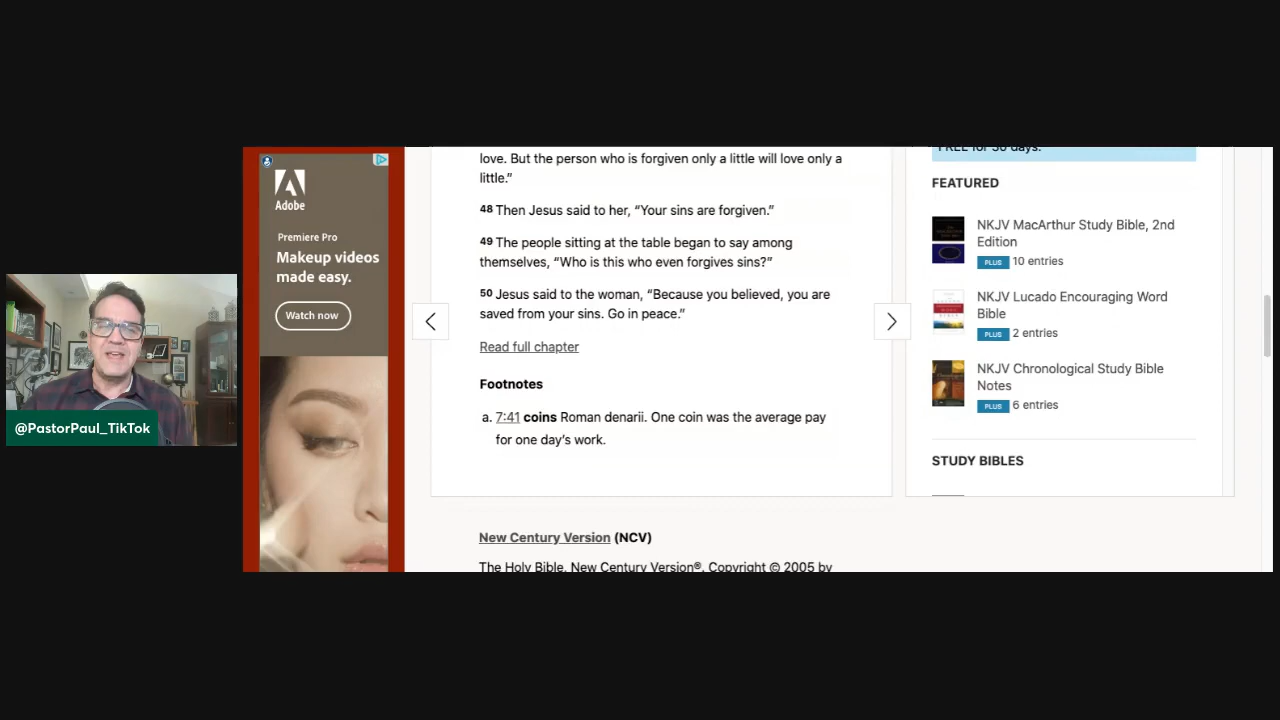 @PastorPaul_TikTok
Adobe
Premiere Pro
Makeup videos
made easy.
Watch now
love. But the person who is forgiven only a little will love only a
little.”
48 Then Jesus said to her, “Your sins are forgiven.”
49 The people sitting at the table began to say among
themselves, “Who is this who even forgives sins?”
50 Jesus said to the woman, “Because you believed, you are
saved from your sins. Go in peace.”
Read full chapter
Footnotes
a. 7:41 coins Roman denarii. One coin was the average pay
for one day’s work.
New Century Version (NCV)
The Holy Bible, New Century Version®. Copyright © 2005 by
FREE for 30 days.
FEATURED
NKJV MacArthur Study Bible, 2nd
Edition
PLUS 10 entries
NKJV Lucado Encouraging Word
Bible
PLUS 2 entries
NKJV Chronological Study Bible
Notes
PLUS 6 entries
STUDY BIBLES